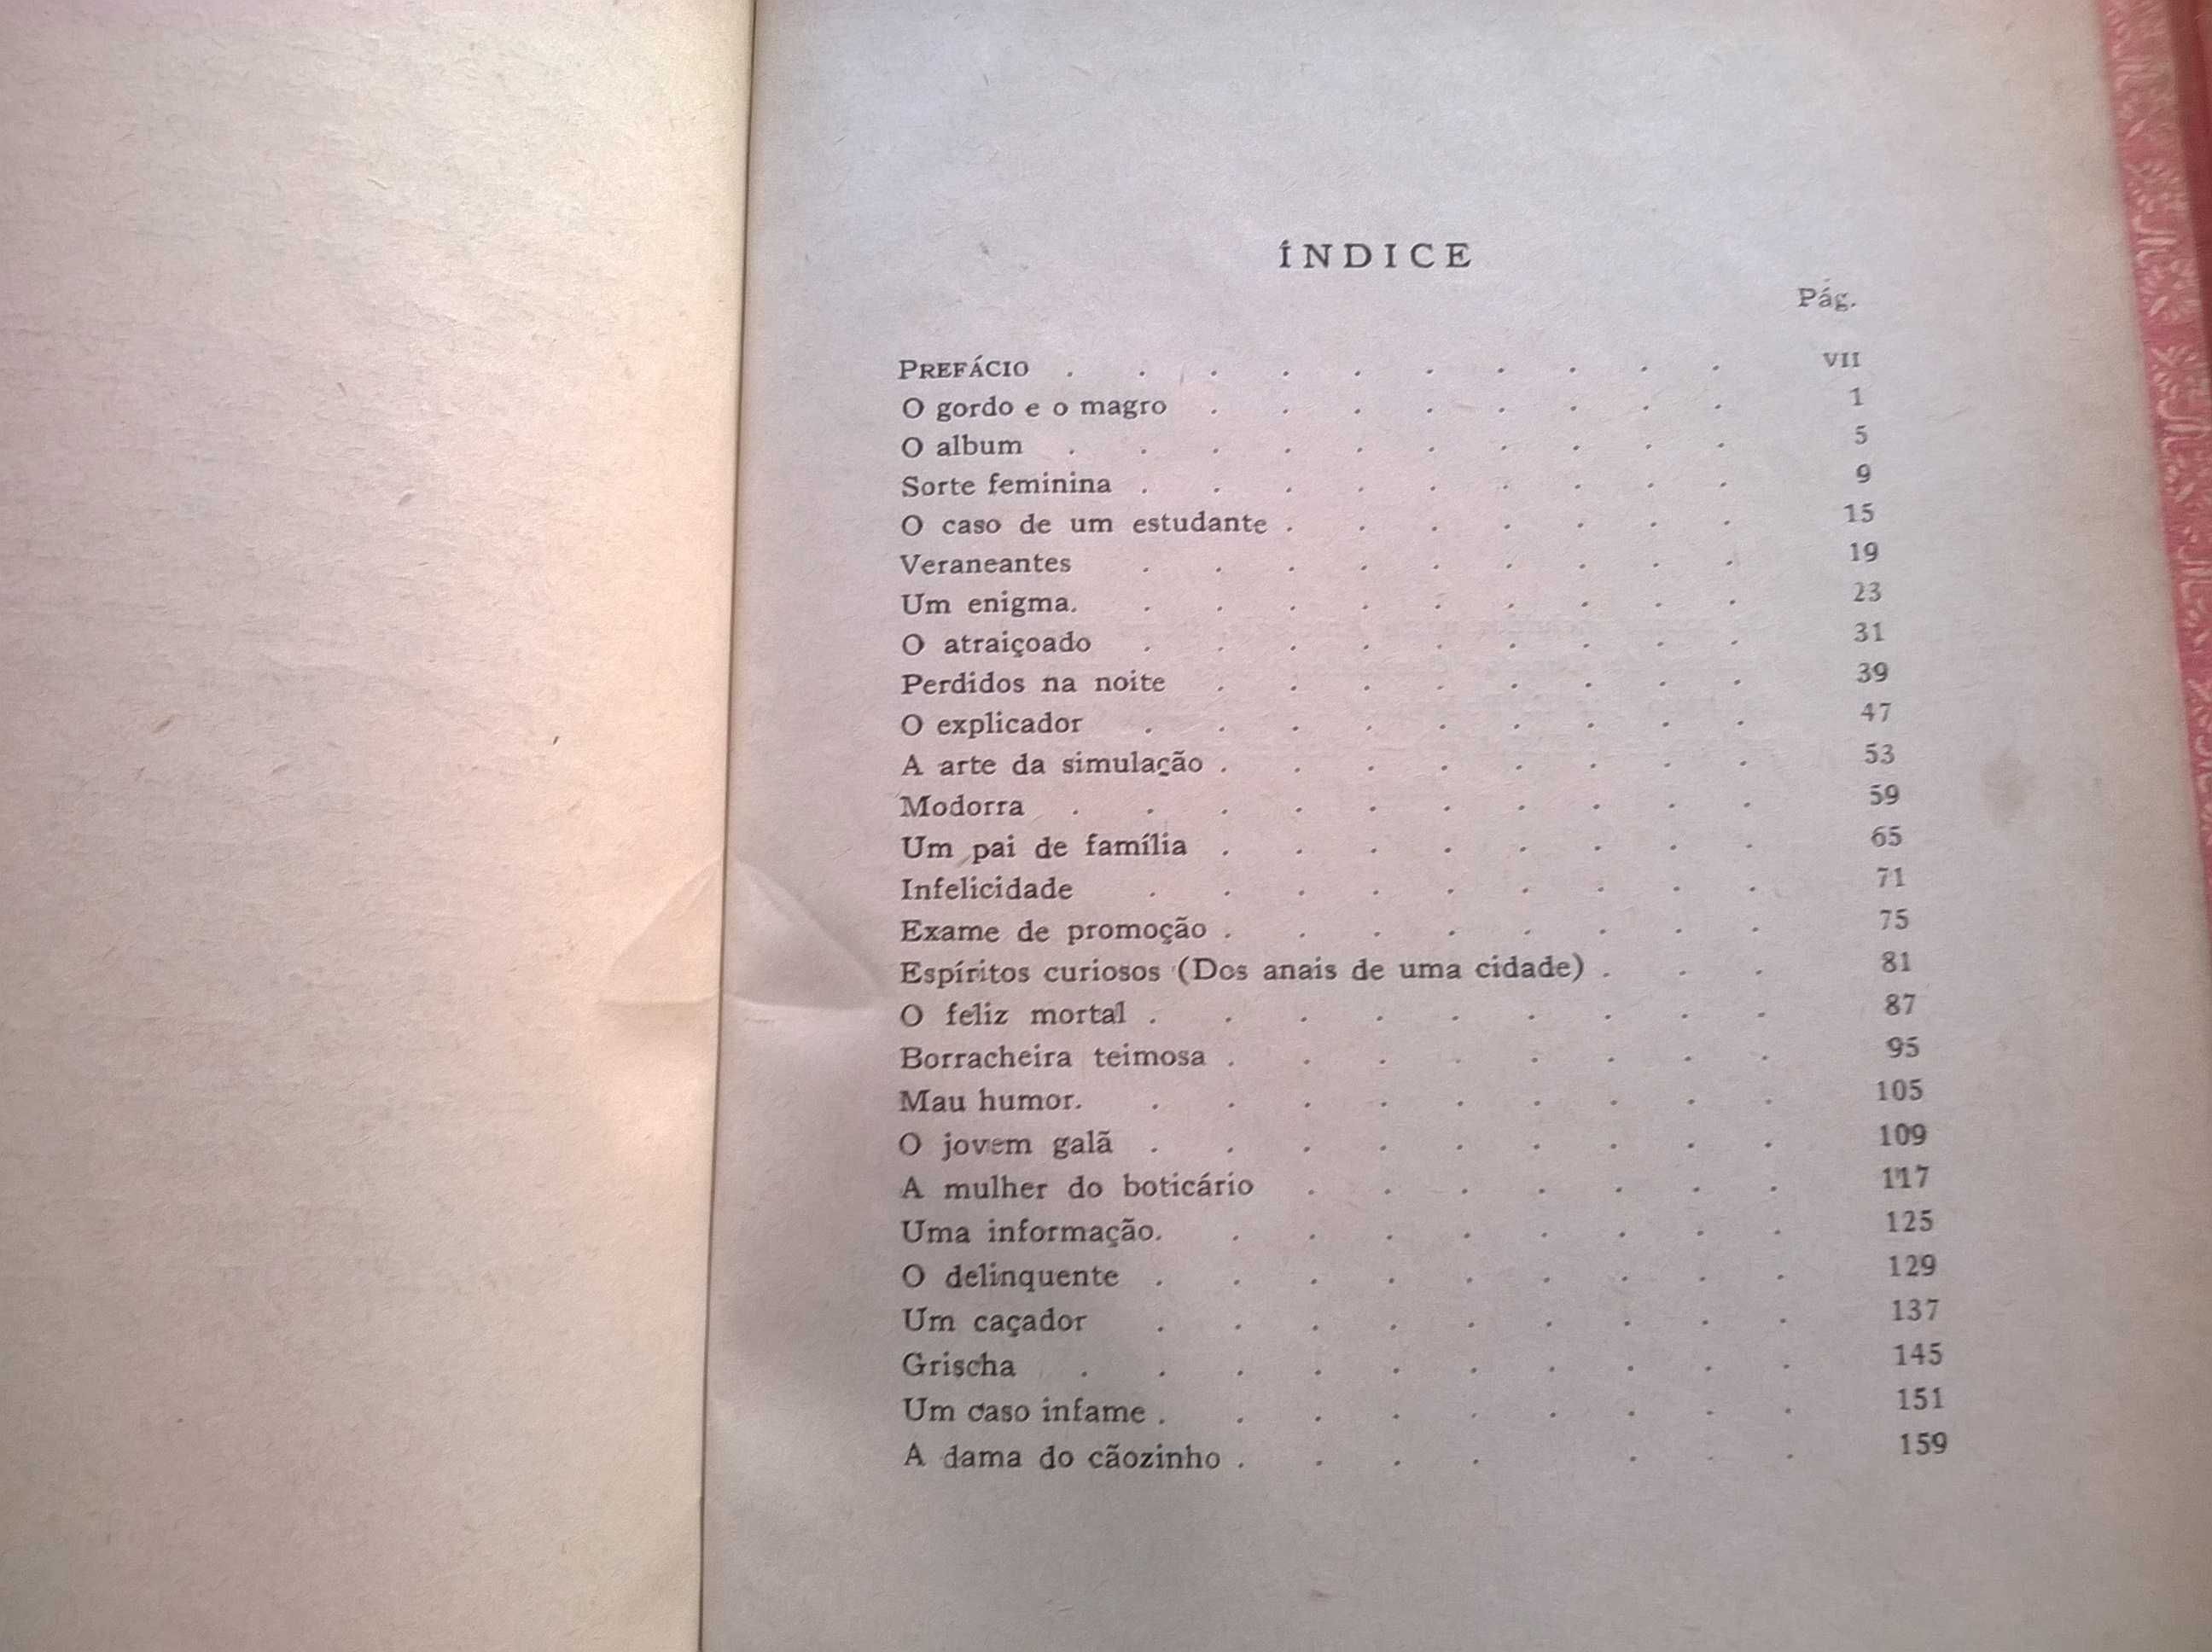 ÍNDICE
Pág.
PREFÁCIO . . . . . . . . . . VII
O gordo e o magro . . . . . . . . 1
O album . . . . . . . . . . 5
Sorte feminina . . . . . . . . . 9
O caso de um estudante . . . . . . . 15
Veraneantes . . . . . . . . . 19
Um enigma. . . . . . . . . . 23
O atraiçoado . . . . . . . . . 31
Perdidos na noite . . . . . . . . 39
O explicador . . . . . . . . . 47
A arte da simulação . . . . . . . . 53
Modorra . . . . . . . . . . 59
Um pai de família . . . . . . . . 65
Infelicidade . . . . . . . . . 71
Exame de promoção . . . . . . . . 75
Espíritos curiosos (Dos anais de uma cidade) . . . 81
O feliz mortal . . . . . . . . . 87
Borracheira teimosa . . . . . . . . 95
Mau humor. . . . . . . . . . 105
O jovem galã . . . . . . . . . 109
A mulher do boticário . . . . . . . 117
Uma informação. . . . . . . . . 125
O delinquente . . . . . . . . . 129
Um caçador . . . . . . . . . 137
Grischa . . . . . . . . . . 145
Um caso infame . . . . . . . . . 151
A dama do cãozinho . . . . . . . 159